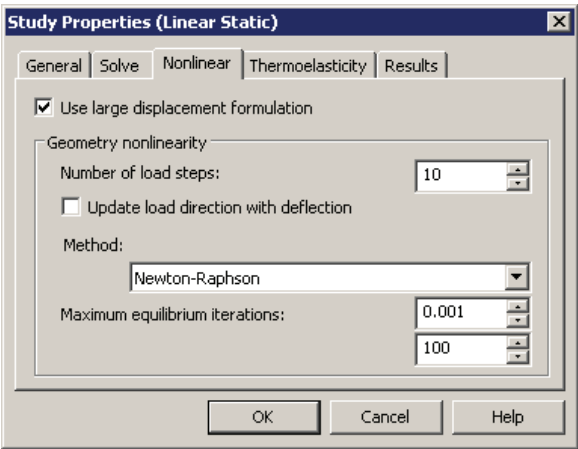 Study Properties (Linear Static)
General Solve Nonlinear Thermoelasticity Results
Use large displacement formulation
Geometry nonlinearity
Number of load steps: 10
Update load direction with deflection
Method:
Newton-Raphson
Maximum equilibrium iterations: 0.001
100
OK Cancel Help